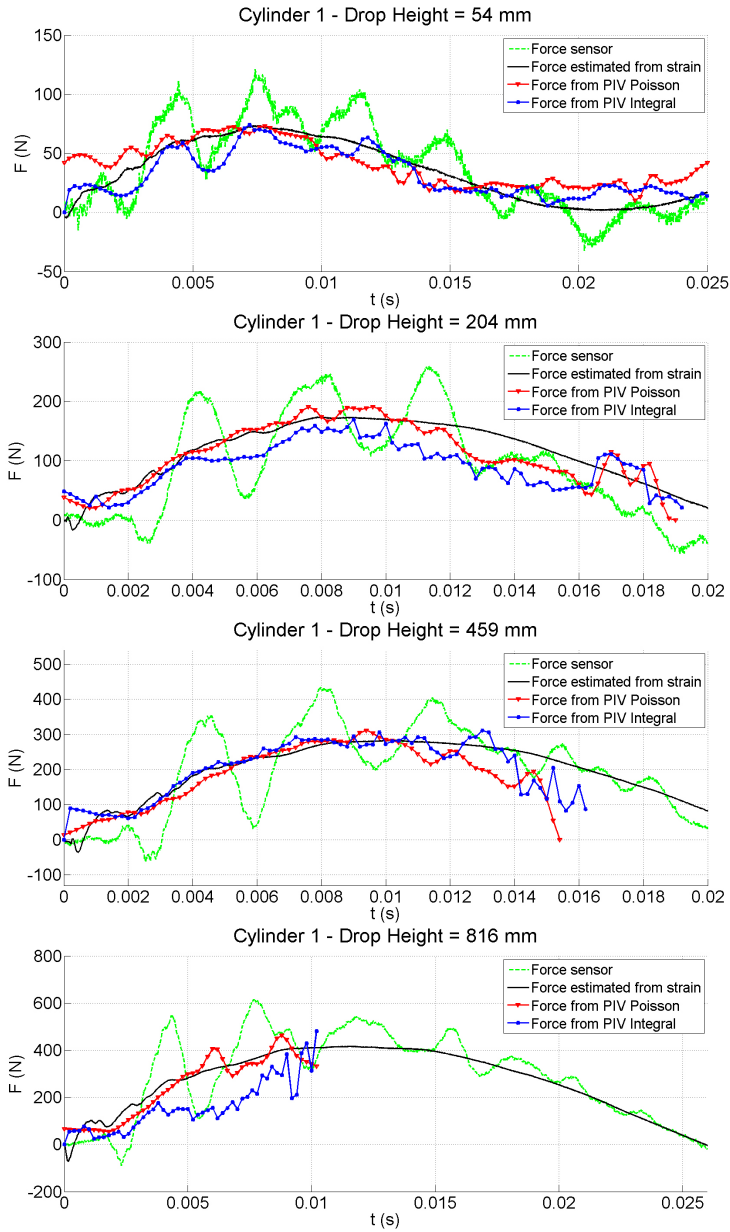 Cylinder 1 - Drop Height = 54 mm
150
100
50
0
-50
F (N)
Force sensor
Force estimated from strain
Force from PIV Poisson
Force from PIV Integral
0 0.005 0.01 0.015 0.02 0.025
t (s)
Cylinder 1 - Drop Height = 204 mm
300
200
100
0
-100
F (N)
Force sensor
Force estimated from strain
Force from PIV Poisson
Force from PIV Integral
0 0.002 0.004 0.006 0.008 0.01 0.012 0.014 0.016 0.018 0.02
t (s)
Cylinder 1 - Drop Height = 459 mm
500
400
300
200
100
0
-100
F (N)
Force sensor
Force estimated from strain
Force from PIV Poisson
Force from PIV Integral
0 0.002 0.004 0.006 0.008 0.01 0.012 0.014 0.016 0.018 0.02
t (s)
Cylinder 1 - Drop Height = 816 mm
800
600
400
200
0
-200
F (N)
Force sensor
Force estimated from strain
Force from PIV Poisson
Force from PIV Integral
0 0.005 0.01 0.015 0.02 0.025
t (s)